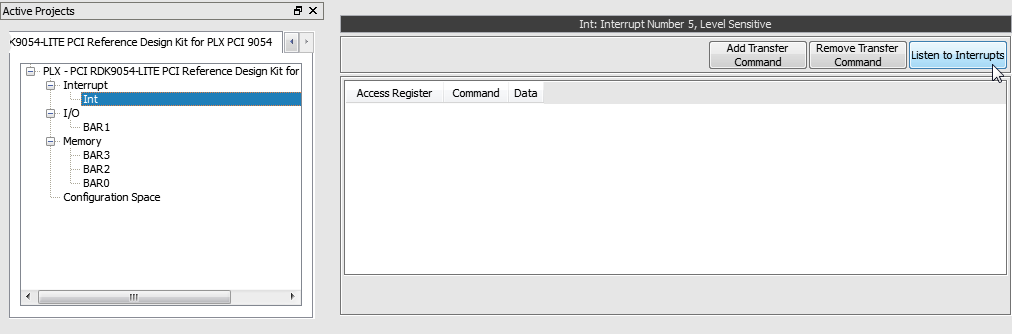 Active Projects
K9054-LITE PCI Reference Design Kit for PLX PCI 9054
PLX - PCI RDK9054-LITE PCI Reference Design Kit for
Interrupt
Int
I/O
BAR1
Memory
BAR3
BAR2
BAR0
Configuration Space
Int: Interrupt Number 5, Level Sensitive
Add Transfer
Command
Remove Transfer
Command
Listen to Interrupts
Access Register Command Data